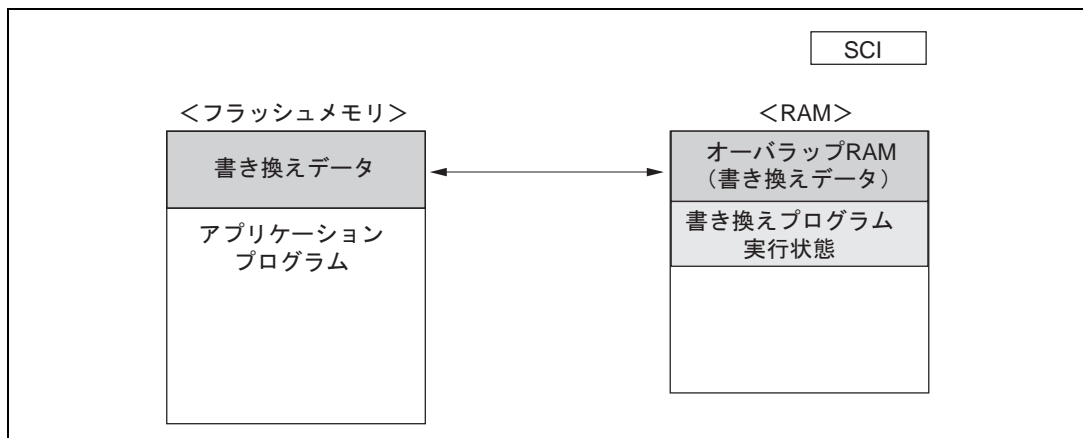 SCI
＜フラッシュメモリ＞
書き換えデータ
アプリケーション
プログラム
＜RAM＞
オーバラップRAM
（書き換えデータ）
書き換えプログラム
実行状態